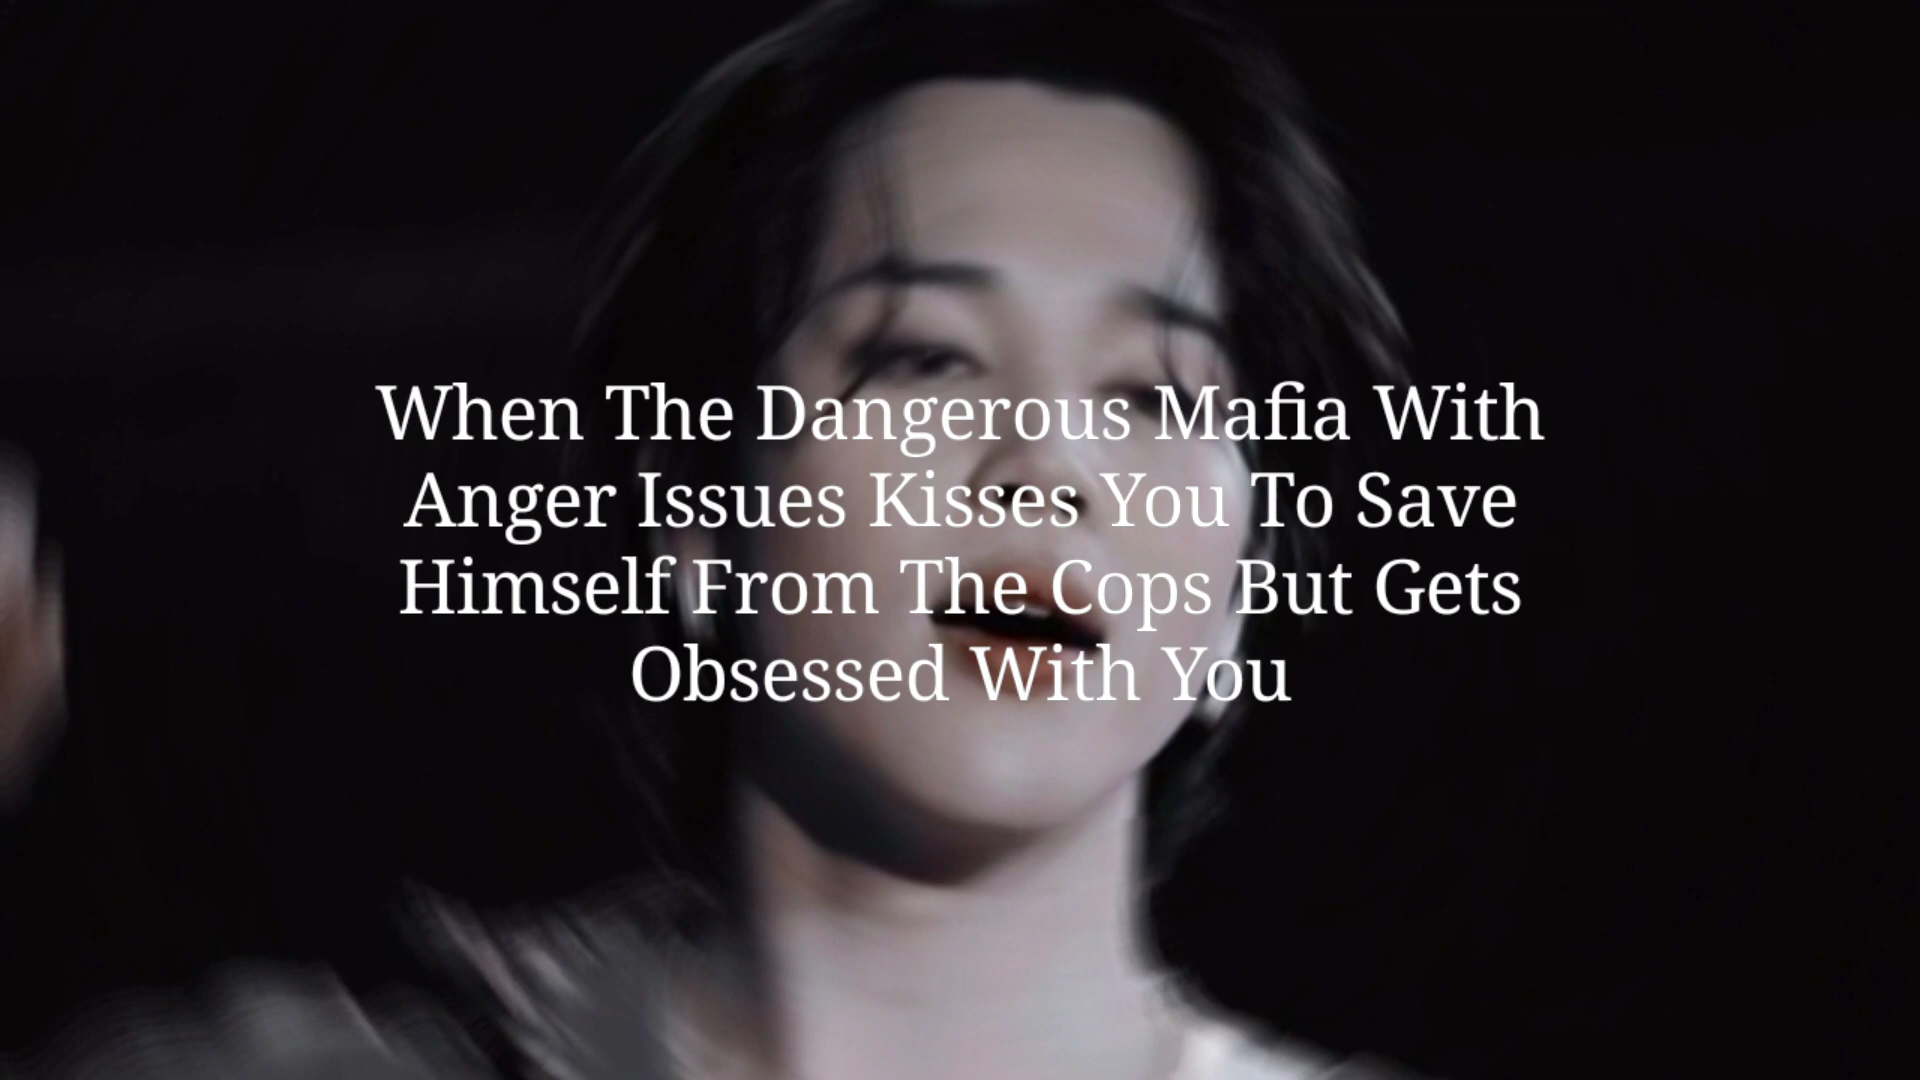 When The Dangerous Mafia With
Anger Issues Kisses You To Save
Himself From The Cops But Gets
Obsessed With You